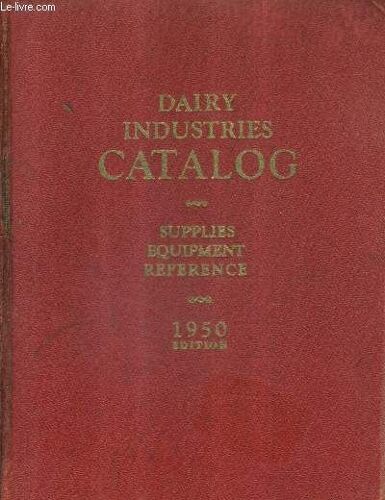 Le-livre.com
DAIRY
INDUSTRIES
CATALOG
SUPPLIES
EQUIPMENT
REFERENCE
1950
EDITION